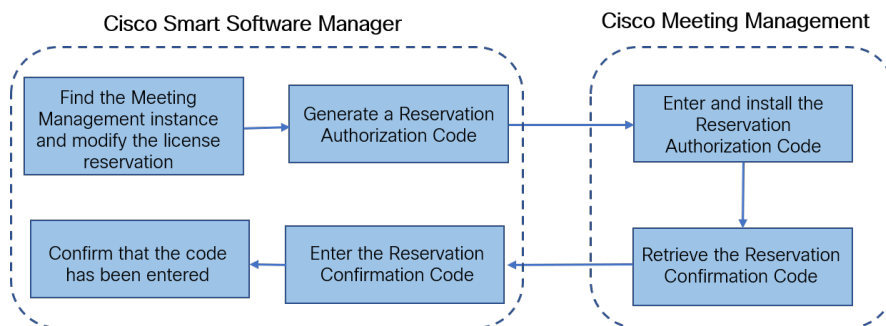 Cisco Smart Software Manager
Cisco Meeting Management
Find the Meeting
Management instance
and modify the license
reservation
Generate a Reservation
Authorization Code
Enter and install the
Reservation
Authorization Code
Retrieve the Reservation
Confirmation Code
Enter the Reservation
Confirmation Code
Confirm that the code
has been entered